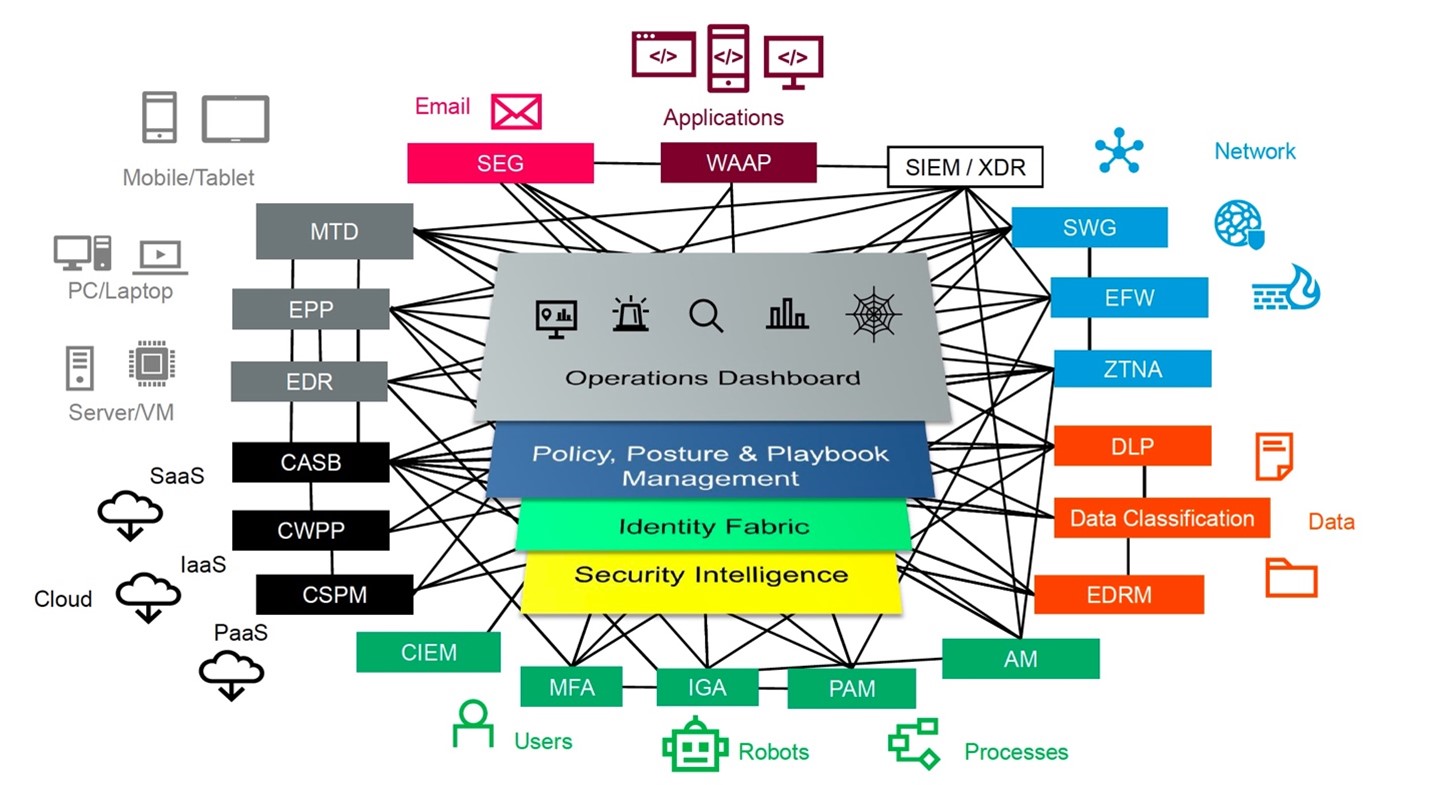 </>
</>
</>
Applications
Email
Mobile/Tablet
Network
SEG
WAAP
SIEM / XDR
MTD
SWG
PC/Laptop
EPP
EFW
Operations Dashboard
EDR
ZTNA
Server/VM
CASB
Policy, Posture & Playbook
Management
DLP
SaaS
CWPP
Identity Fabric
Data Classification
Data
IaaS
Cloud
CSPM
Security Intelligence
EDRM
PaaS
CIEM
AM
MFA
IGA
PAM
Users
Robots
Processes